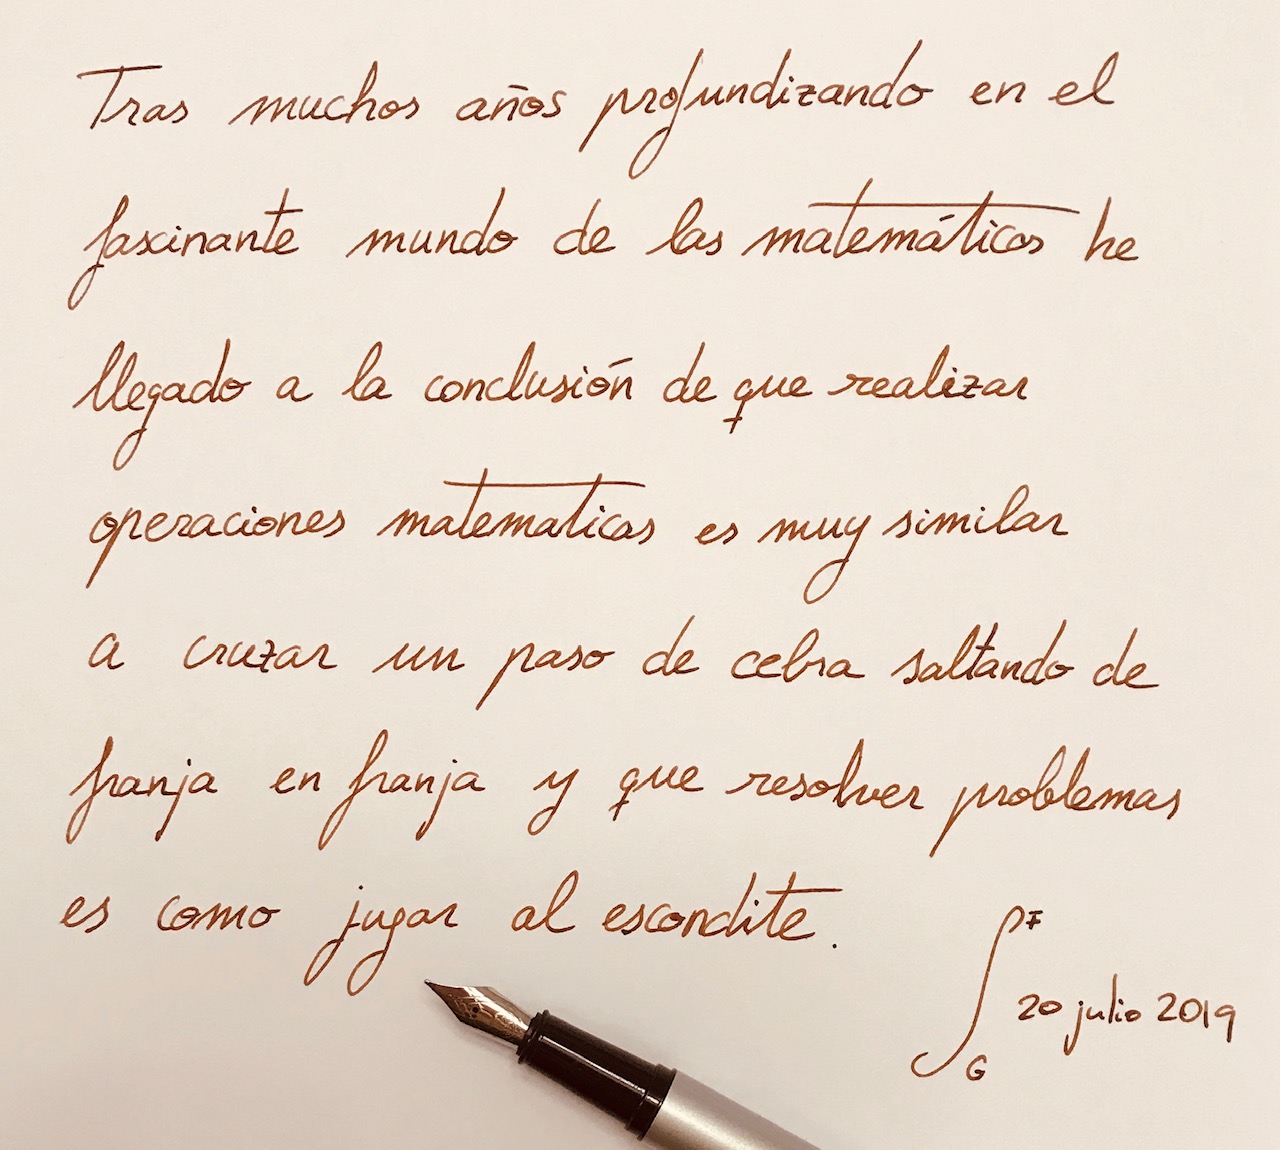 Tras muchos años profundizando en el
fascinante mundo de las matemáticas he
llegado a la conclusión de que realizar
operaciones matematicas es muy similar
a cruzar un paso de cebra saltando de
franja en franja y que resolver problemas
es como jugar al escondite.
∫ F
20 julio 2019
G